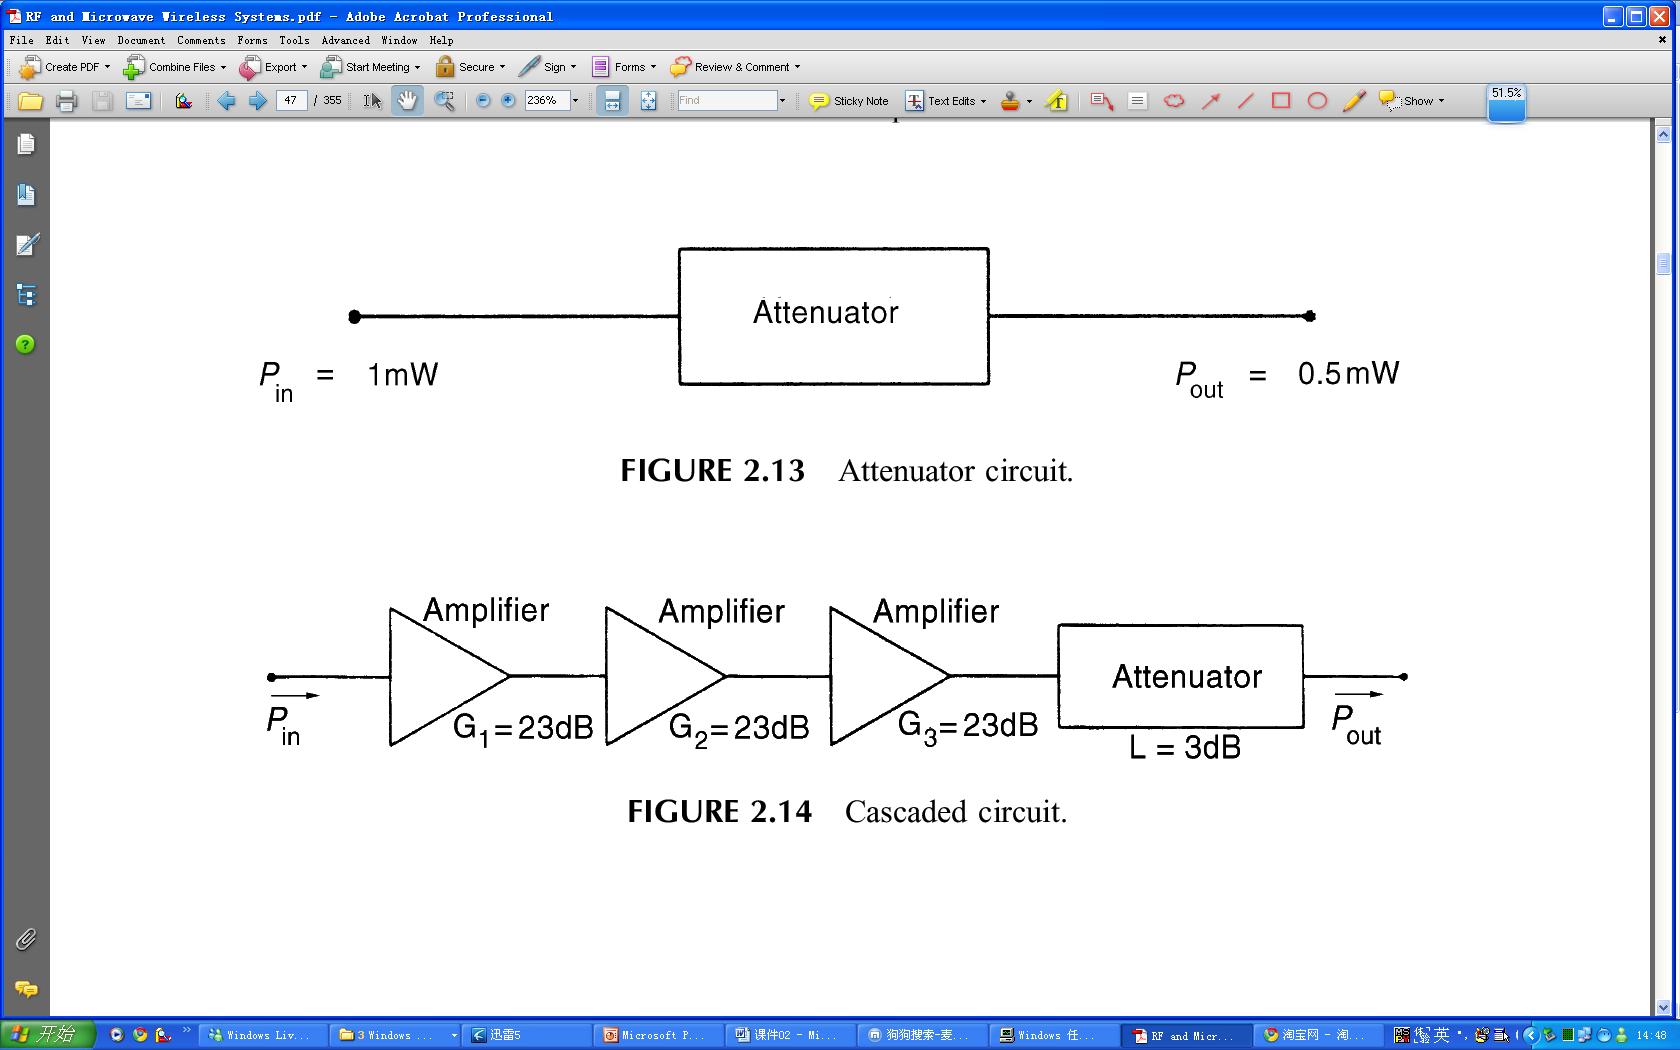 RF and Microwave Wireless Systems.pdf - Adobe Acrobat Professional
File Edit View Document Comments Forms Tools Advanced Window Help
Create PDF Combine Files Export Start Meeting Secure Sign Forms Review & Comment
47 / 355 236% Find Sticky Note Text Edits Show 51.5%
Attenuator
Pin = 1mW
Pout = 0.5mW
FIGURE 2.13 Attenuator circuit.
Amplifier Amplifier Amplifier
Attenuator
Pin G1=23dB G2=23dB G3=23dB Pout
L = 3dB
FIGURE 2.14 Cascaded circuit.
开始 Windows Liv... 3 Windows ... 迅雷5 Microsoft P... 课件02 - Mi... 狗狗搜索-麦... Windows 任... RF and Micr... 淘宝网 - 淘... 英 14:48